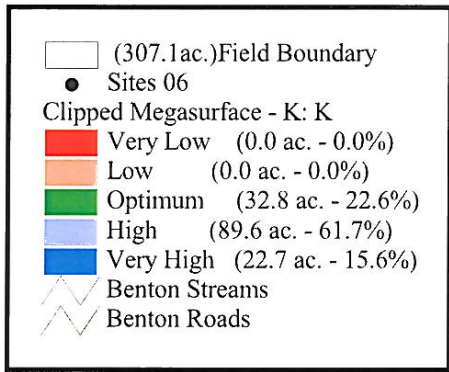 (307.1ac.)Field Boundary
Sites 06
Clipped Megasurface - K: K
Very Low (0.0 ac. - 0.0%)
Low (0.0 ac. - 0.0%)
Optimum (32.8 ac. - 22.6%)
High (89.6 ac. - 61.7%)
Very High (22.7 ac. - 15.6%)
Benton Streams
Benton Roads